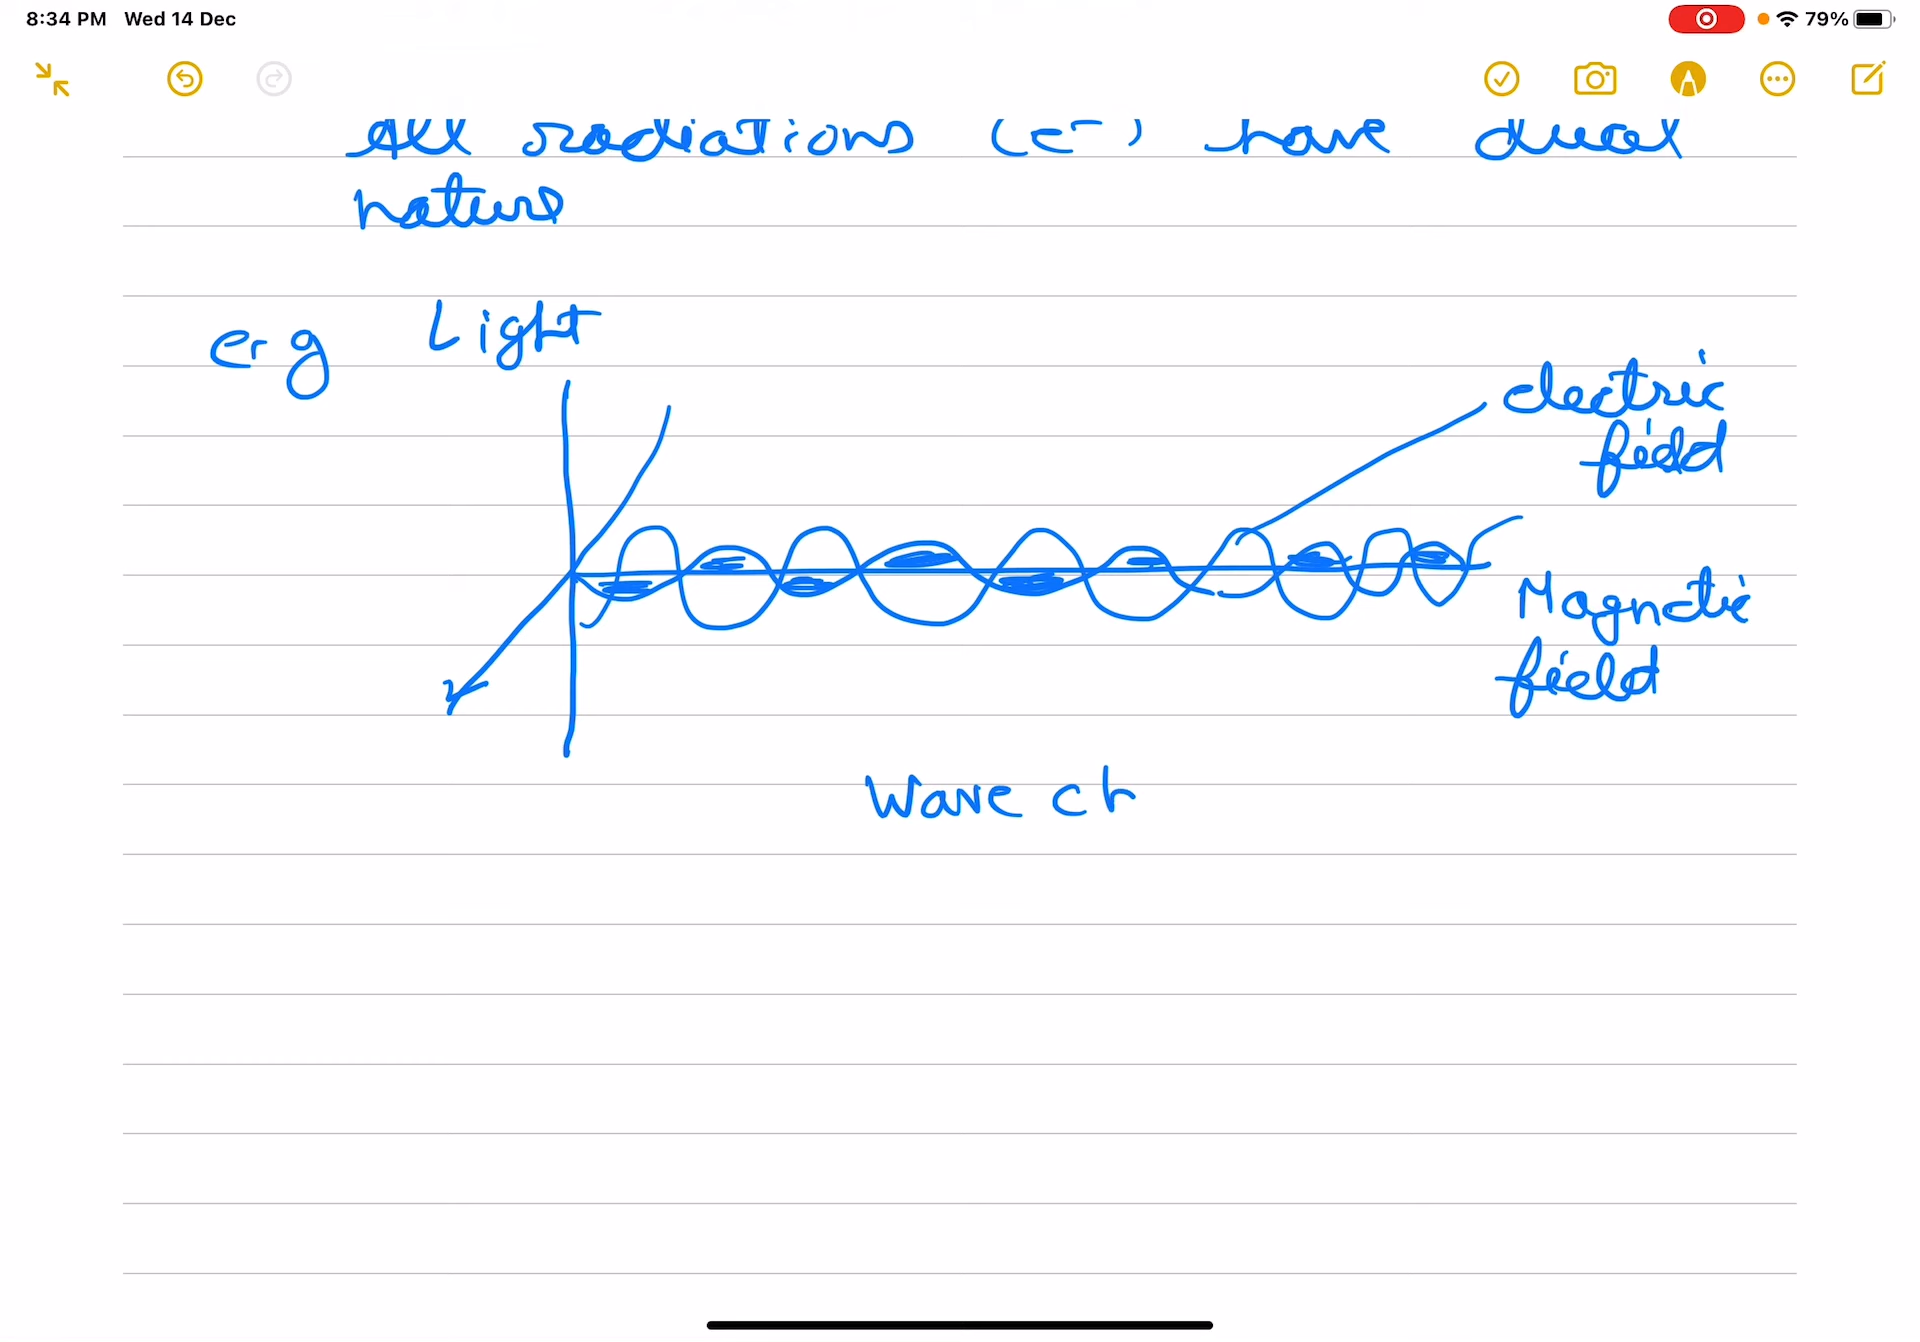 8:34 PM Wed 14 Dec 79%
All radiations (e-) have dual
nature
e.g Light
electric
field
Magnetic
field
Wave ch